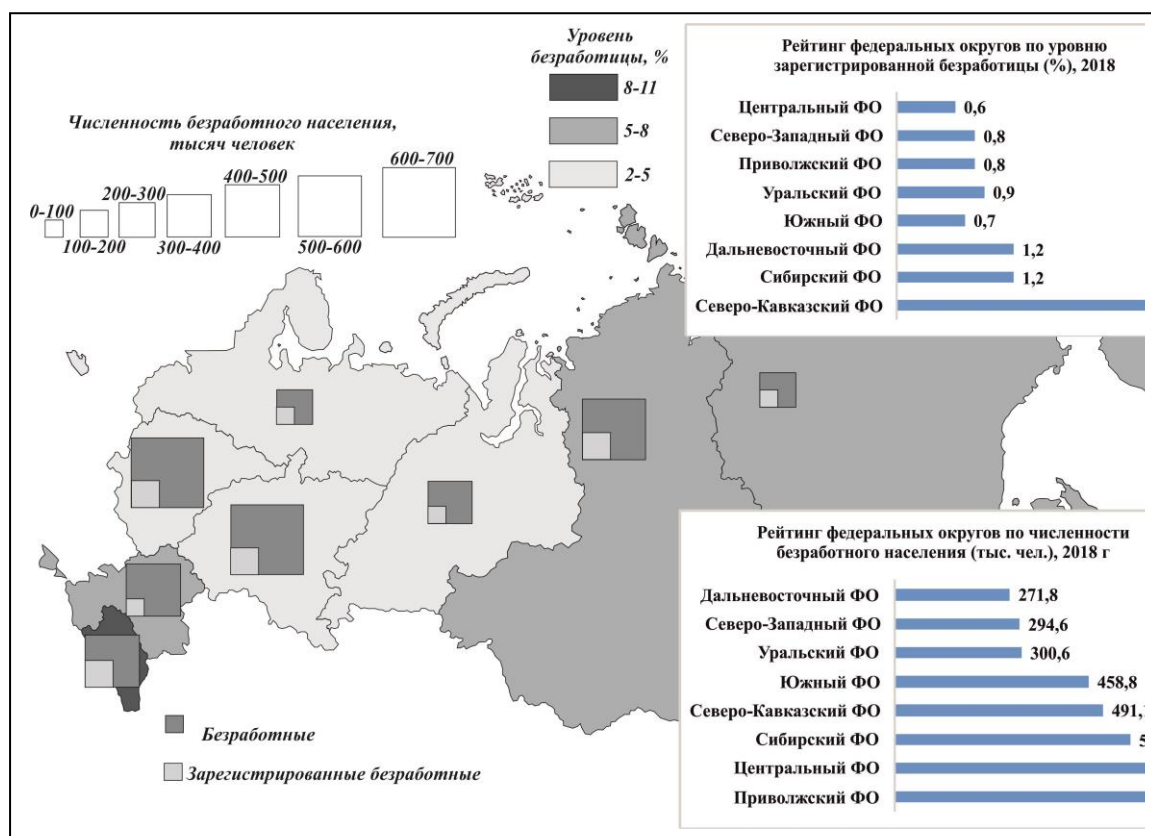 Уровень
безработицы, %
8-11
5-8
2-5
Численность безработного населения,
тысяч человек
0-100
100-200
200-300
300-400
400-500
500-600
600-700
Рейтинг федеральных округов по уровню
зарегистрированной безработицы (%), 2018
Центральный ФО 0,6
Северо-Западный ФО 0,8
Приволжский ФО 0,8
Уральский ФО 0,9
Южный ФО 0,7
Дальневосточный ФО 1,2
Сибирский ФО 1,2
Северо-Кавказский ФО
Рейтинг федеральных округов по численности
безработного населения (тыс. чел.), 2018 г
Дальневосточный ФО 271,8
Северо-Западный ФО 294,6
Уральский ФО 300,6
Южный ФО 458,8
Северо-Кавказский ФО 491,
Сибирский ФО 5
Центральный ФО
Приволжский ФО
Безработные
Зарегистрированные безработные